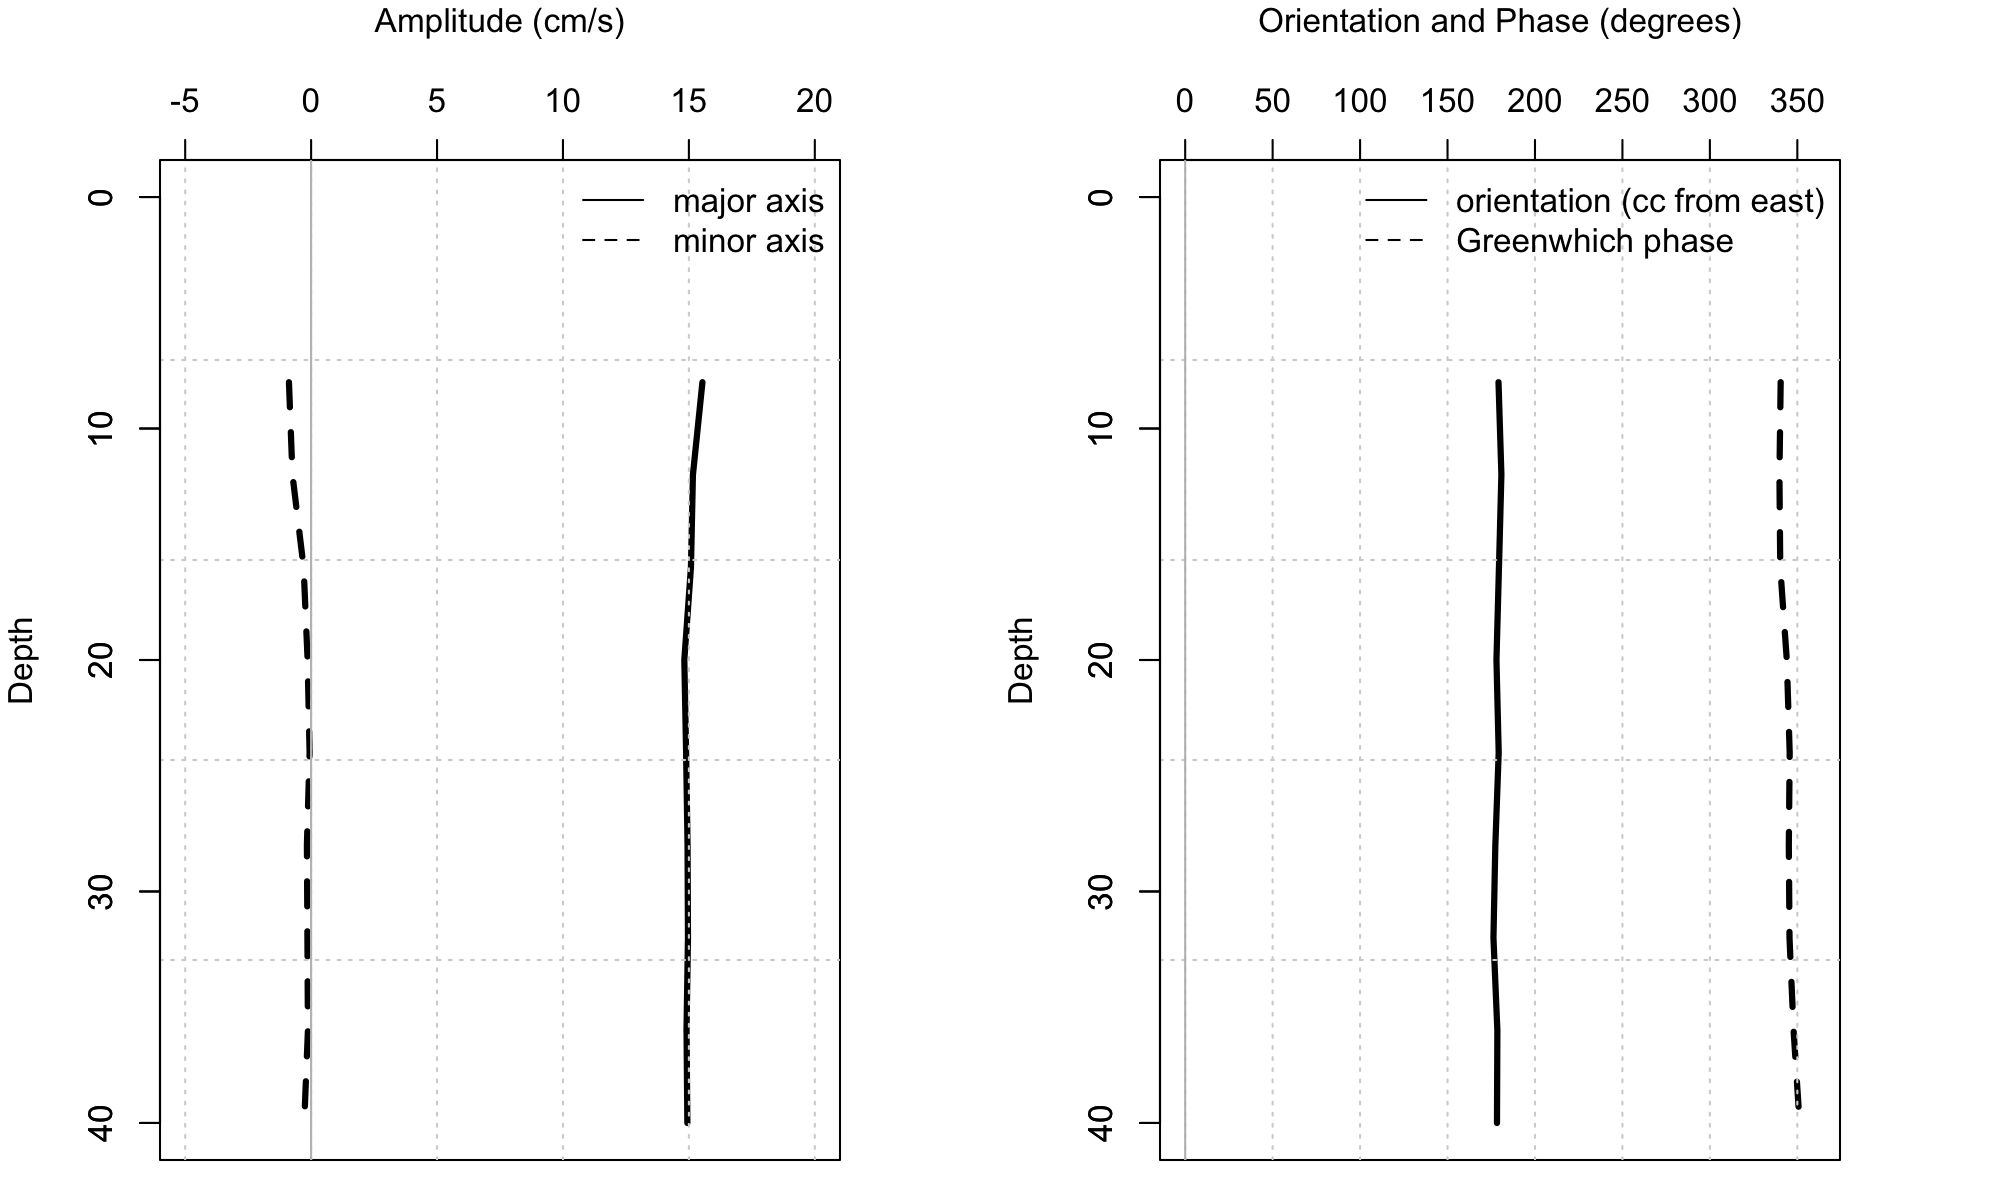 Amplitude (cm/s)
-5 0 5 10 15 20
major axis
minor axis
Depth
0
10
20
30
40
Orientation and Phase (degrees)
0 50 100 150 200 250 300 350
orientation (cc from east)
Greenwhich phase
Depth
0
10
20
30
40